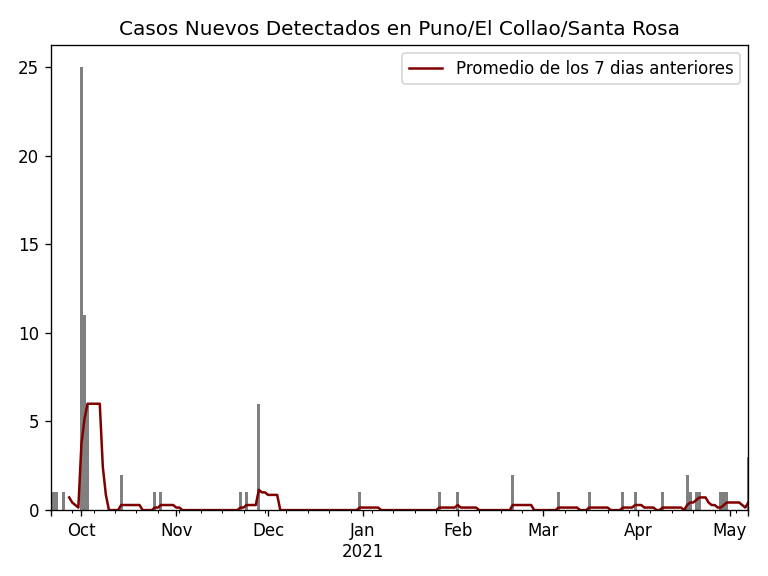 Casos Nuevos Detectados en Puno/El Collao/Santa Rosa
Promedio de los 7 dias anteriores
25
20
15
10
5
0
Oct Nov Dec Jan Feb Mar Apr May
2021